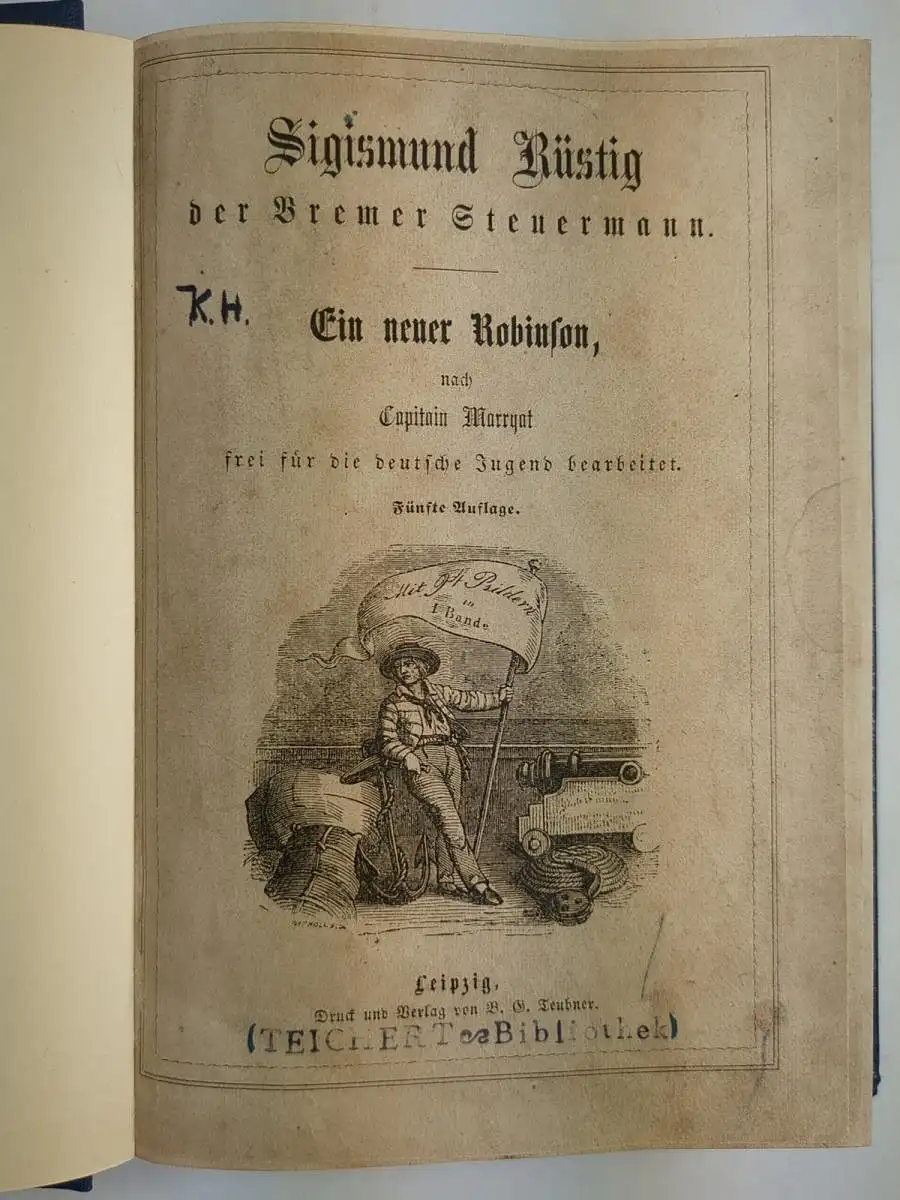 Sigismund Rüstig
der Bremer Steuermann.
K.H.
Ein neuer Robinſon,
nach
Capitain Marryat
frei für die deutſche Jugend bearbeitet.
Fünfte Auflage.
Mit 94 Bildern
in
1 Bande
Leipzig,
Druck und Verlag von B. G. Teubner.
(TEICHERT Bibliothek)